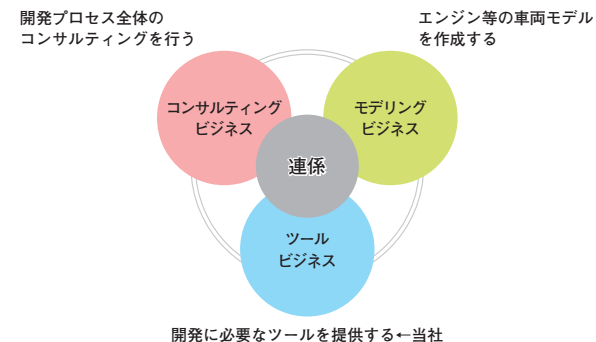 開発プロセス全体の
コンサルティングを行う
エンジン等の車両モデル
を作成する
コンサルティング
ビジネス
モデリング
ビジネス
連係
ツール
ビジネス
開発に必要なツールを提供する←当社